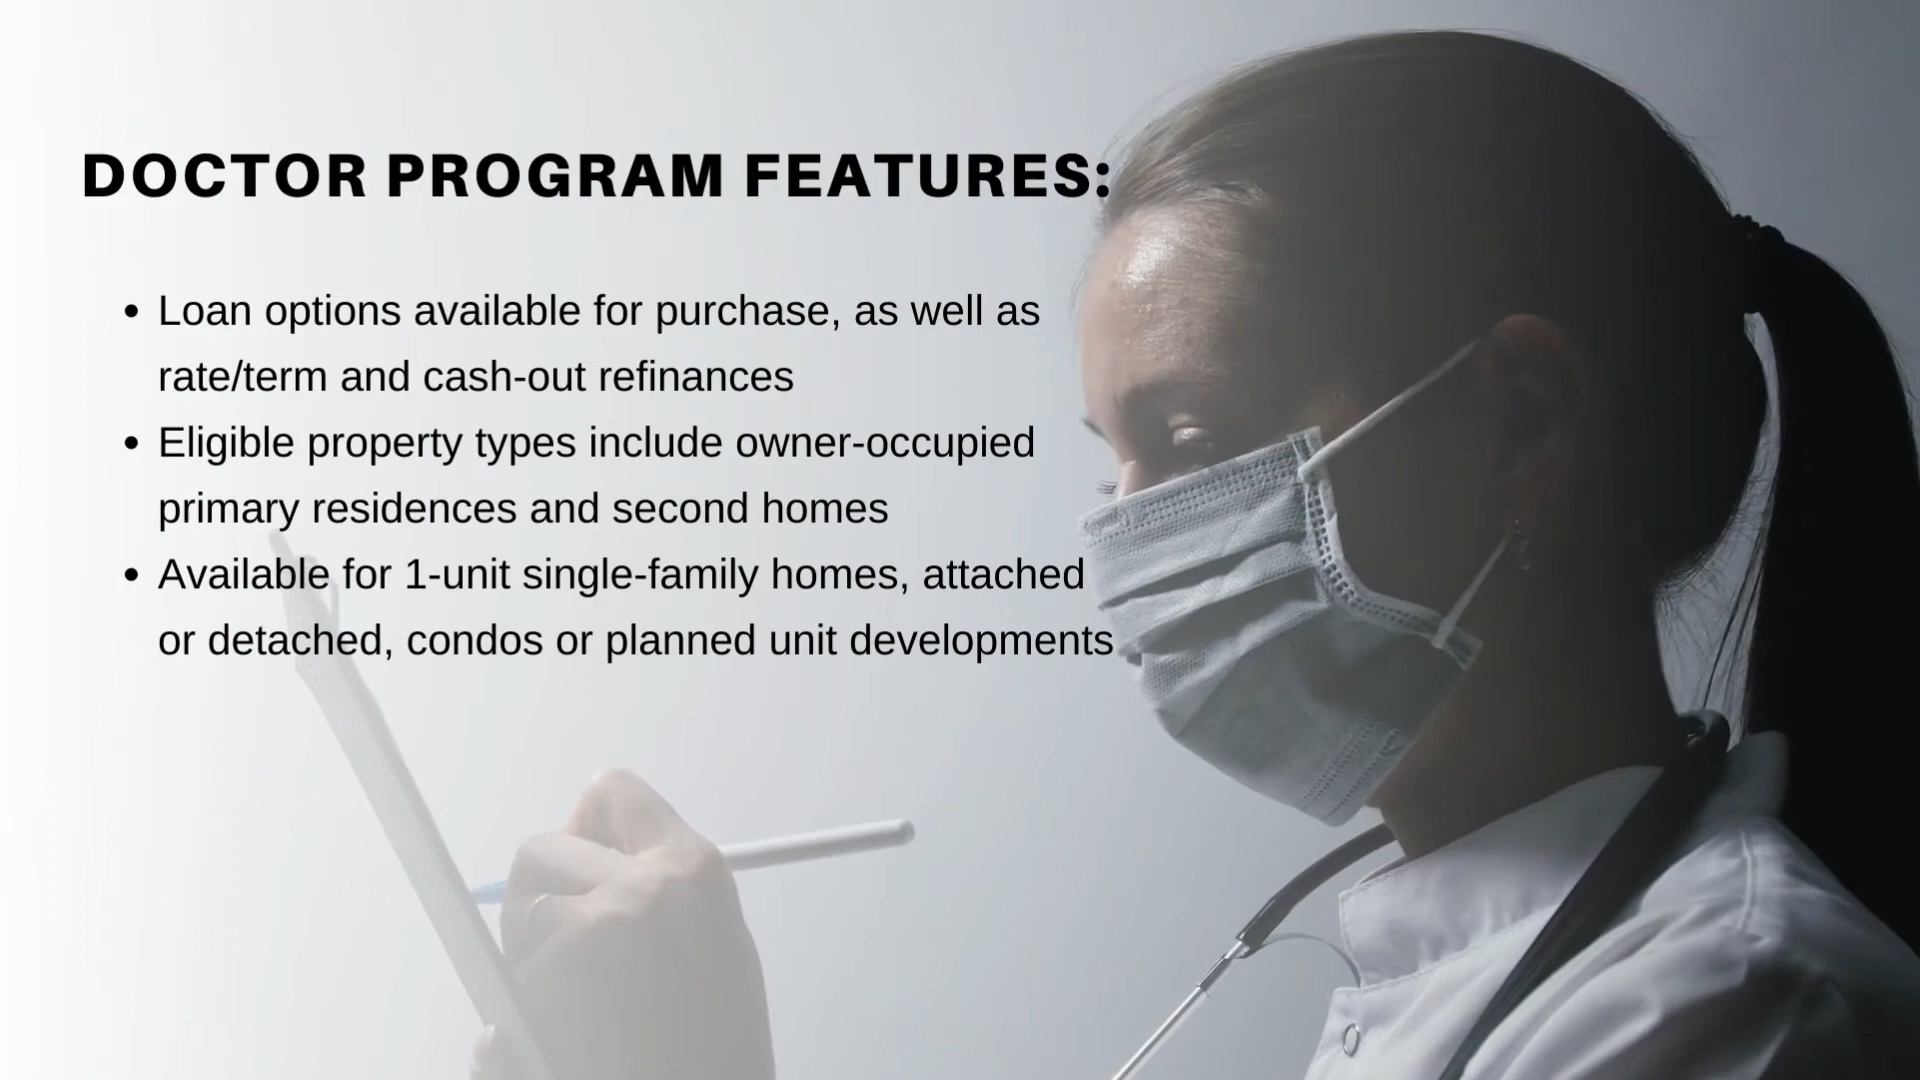 DOCTOR PROGRAM FEATURES:
• Loan options available for purchase, as well as
rate/term and cash-out refinances
• Eligible property types include owner-occupied
primary residences and second homes
• Available for 1-unit single-family homes, attached
or detached, condos or planned unit developments